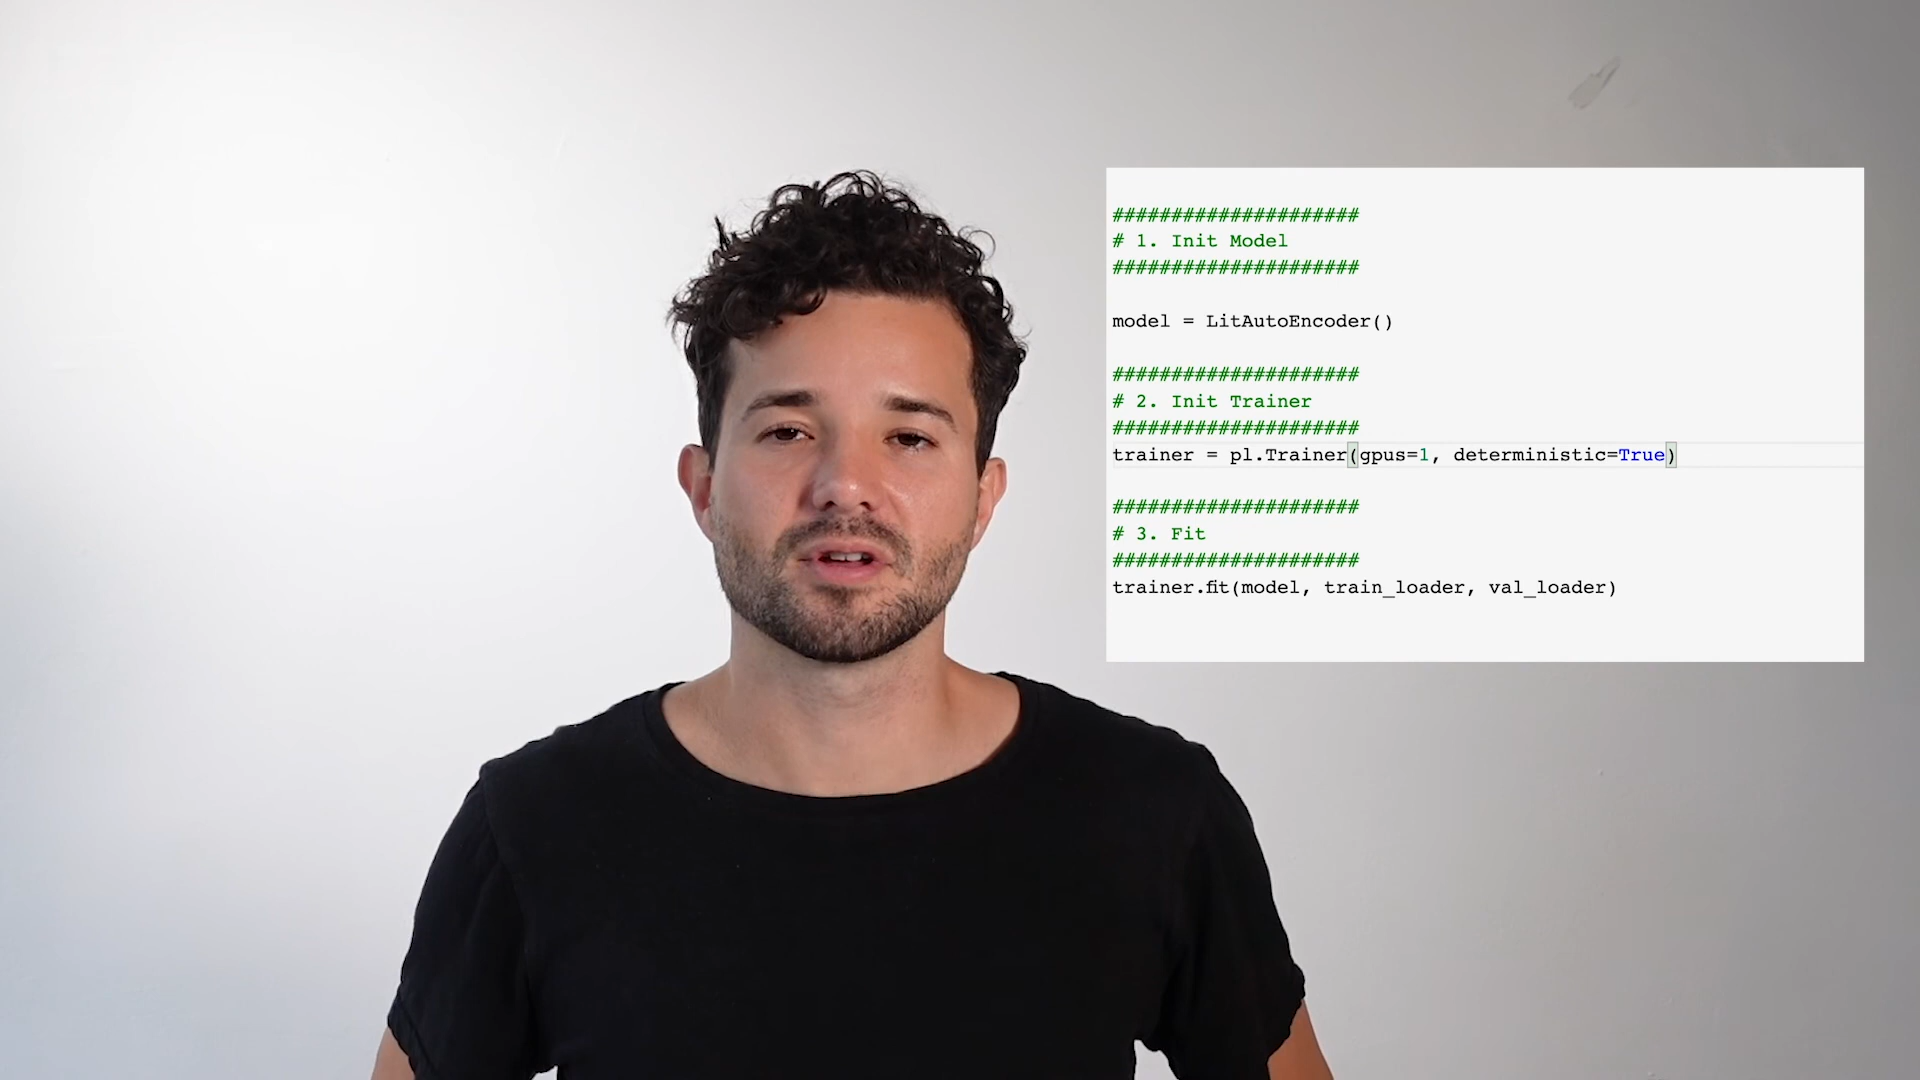 #####################
# 1. Init Model
#####################
model = LitAutoEncoder()
#####################
# 2. Init Trainer
#####################
trainer = pl.Trainer(gpus=1, deterministic=True)
#####################
# 3. Fit
#####################
trainer.fit(model, train_loader, val_loader)